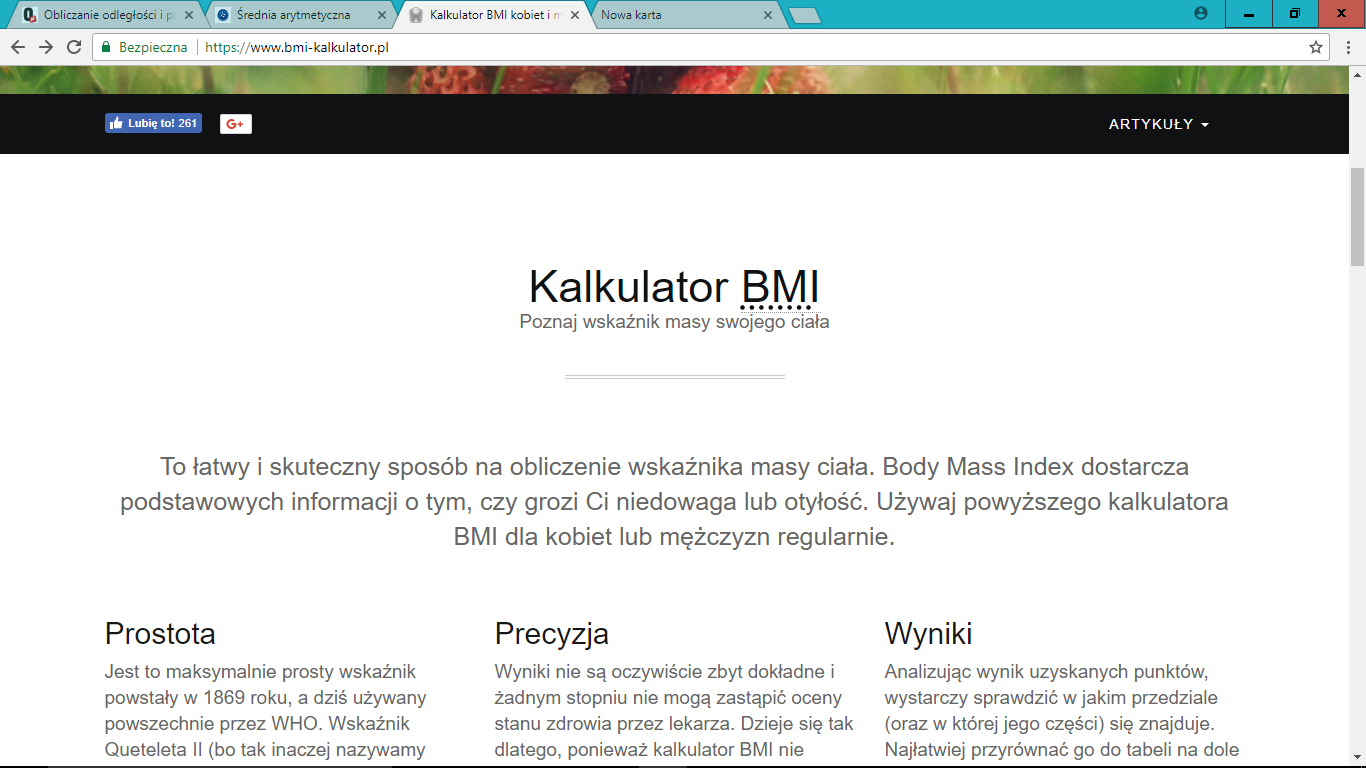 Obliczanie odległości i p
Średnia arytmetyczna
Kalkulator BMI kobiet i m
Nowa karta
Bezpieczna
https://www.bmi-kalkulator.pl
Lubię to! 261
G+
ARTYKUŁY
Kalkulator BMI
Poznaj wskaźnik masy swojego ciała
To łatwy i skuteczny sposób na obliczenie wskaźnika masy ciała. Body Mass Index dostarcza
podstawowych informacji o tym, czy grozi Ci niedowaga lub otyłość. Używaj powyższego kalkulatora
BMI dla kobiet lub mężczyzn regularnie.
Prostota
Jest to maksymalnie prosty wskaźnik
powstały w 1869 roku, a dziś używany
powszechnie przez WHO. Wskaźnik
Queteleta II (bo tak inaczej nazywamy
Precyzja
Wyniki nie są oczywiście zbyt dokładne i
żadnym stopniu nie mogą zastąpić oceny
stanu zdrowia przez lekarza. Dzieje się tak
dlatego, ponieważ kalkulator BMI nie
Wyniki
Analizując wynik uzyskanych punktów,
wystarczy sprawdzić w jakim przedziale
(oraz w której jego części) się znajduje.
Najłatwiej przyrównać go do tabeli na dole